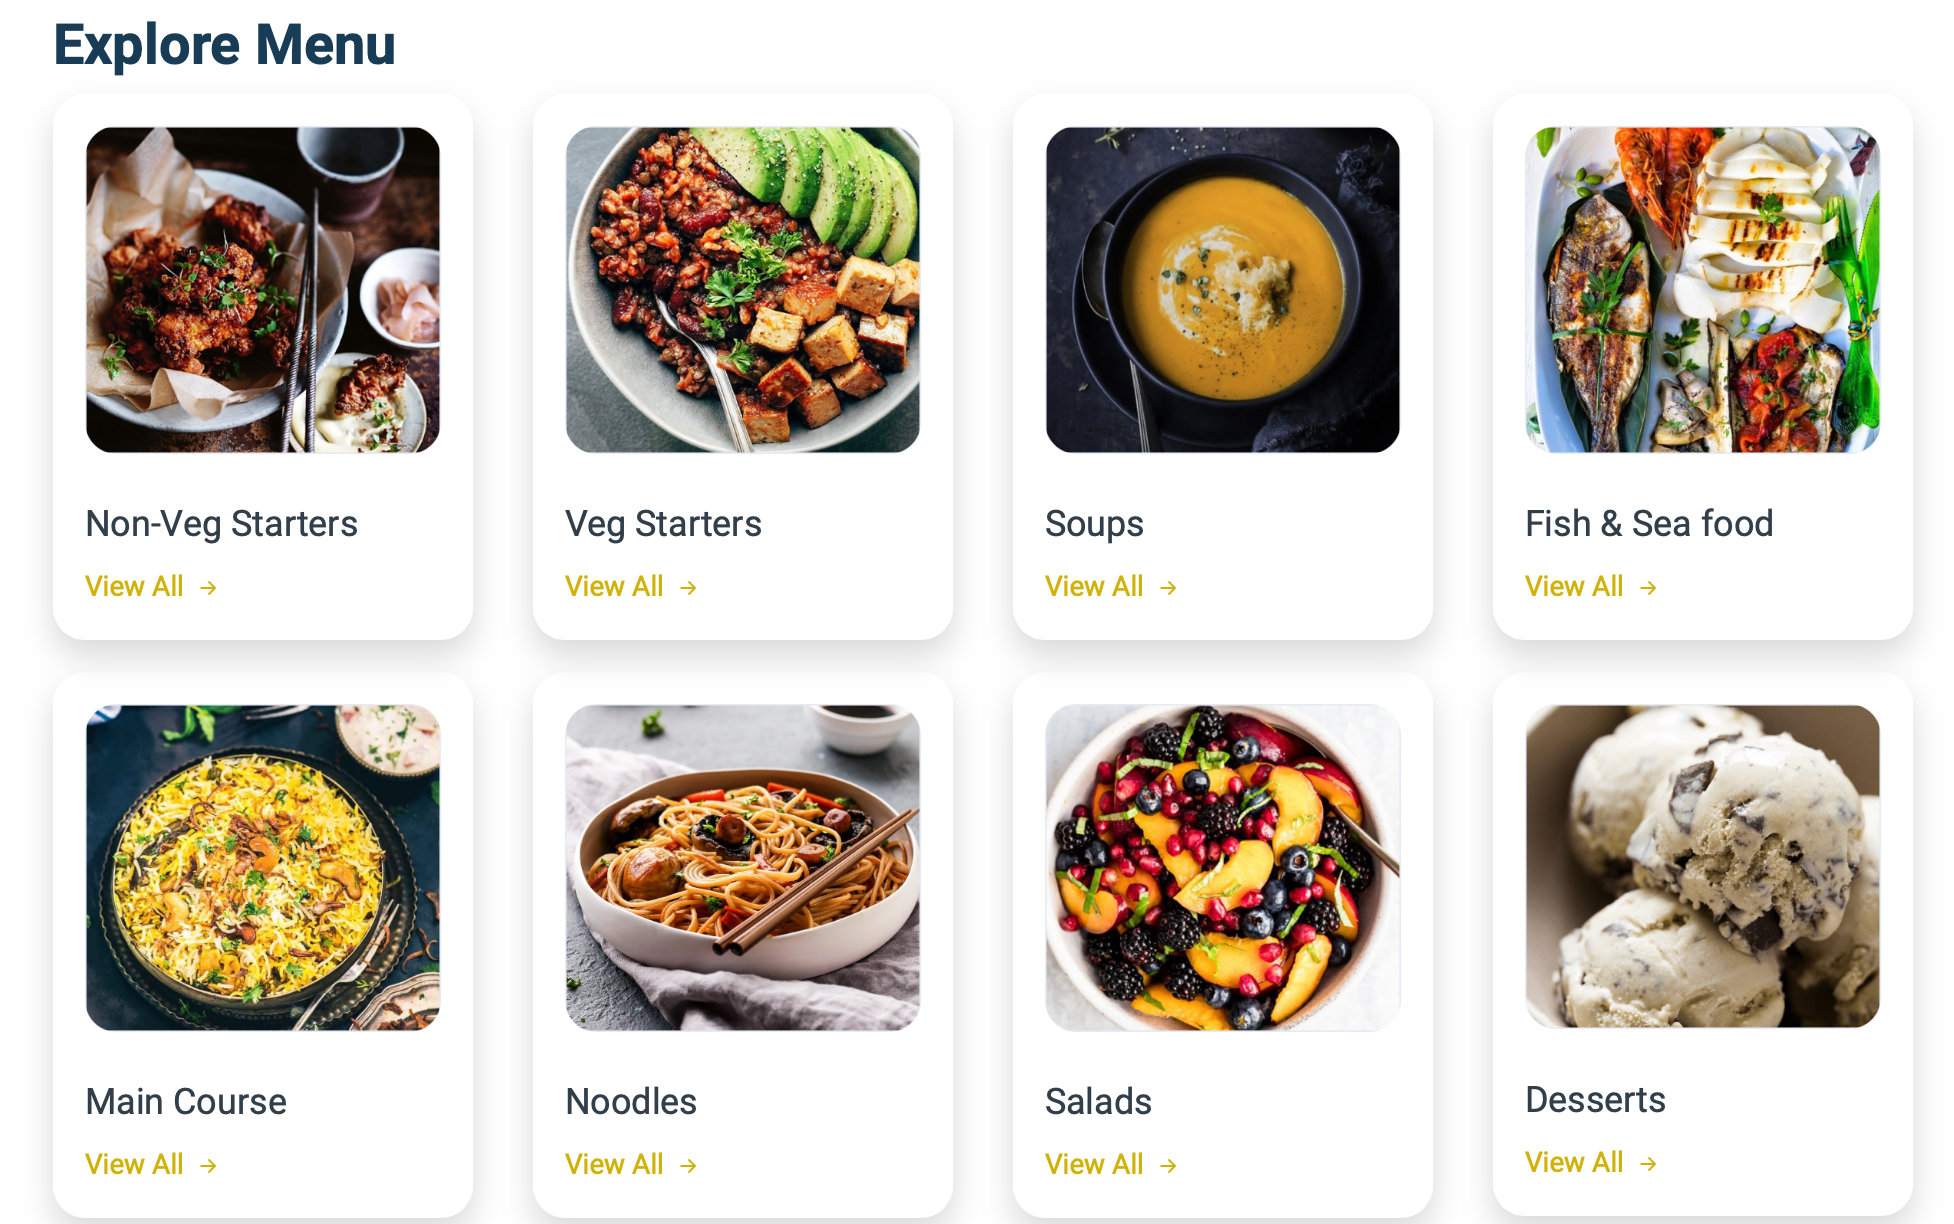 Explore Menu
Non-Veg Starters
View All →
Veg Starters
View All →
Soups
View All →
Fish & Sea food
View All →
Main Course
View All →
Noodles
View All →
Salads
View All →
Desserts
View All →